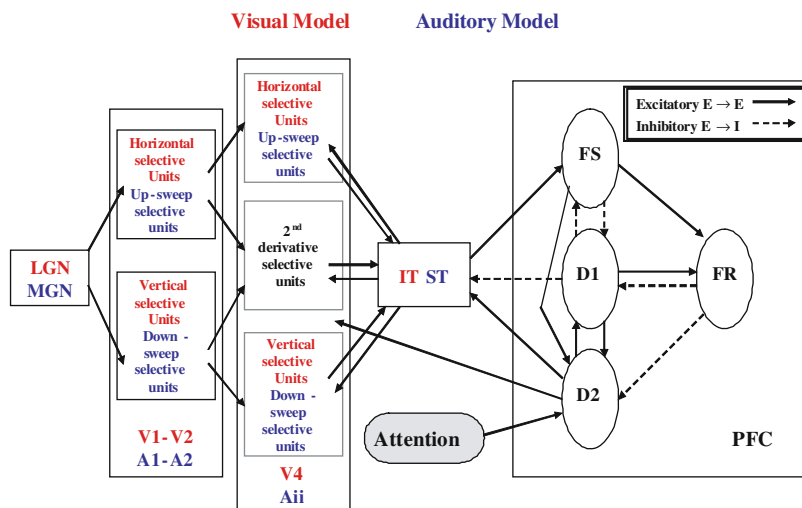 Visual Model
Auditory Model
LGN
MGN
Horizontal
selective
Units
Up-sweep
selective
units
Vertical
selective
Units
Down -
sweep
selective
units
V1-V2
A1-A2
Horizontal
selective
Units
Up-sweep
selective
units
2nd
derivative
selective
units
Vertical
selective
Units
Down -
sweep
selective
units
V4
Aii
IT ST
Attention
Excitatory E → E
Inhibitory E → I
FS
D1
FR
D2
PFC